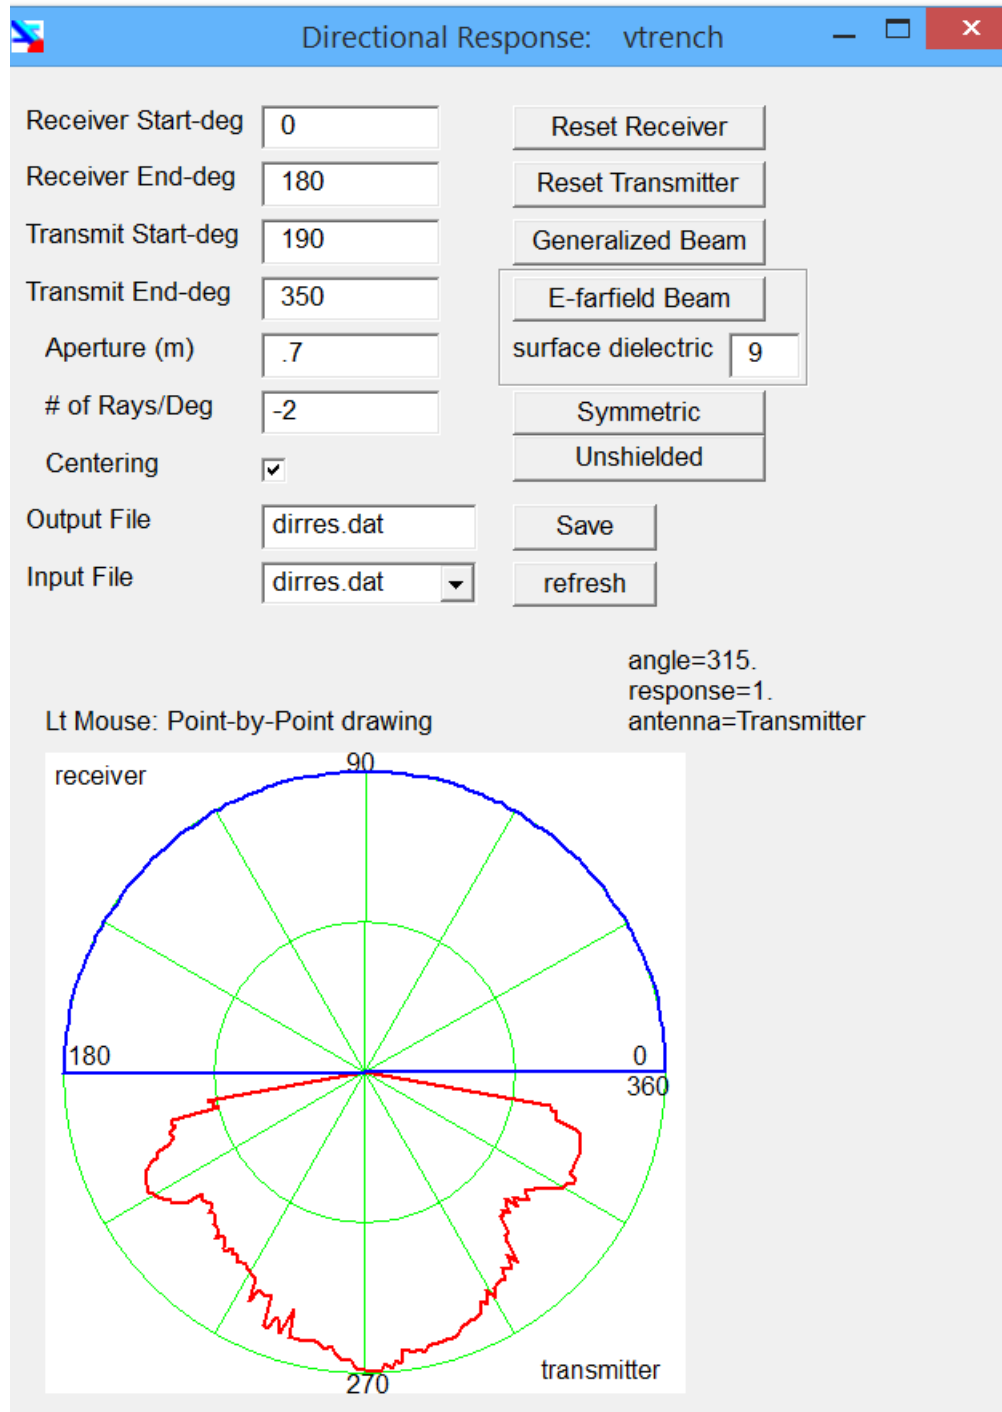 Directional Response: vtrench
Receiver Start-deg 0 Reset Receiver
Receiver End-deg 180 Reset Transmitter
Transmit Start-deg 190 Generalized Beam
Transmit End-deg 350 E-farfield Beam
Aperture (m) .7 surface dielectric 9
# of Rays/Deg -2 Symmetric
Centering Unshielded
Output File dirres.dat Save
Input File dirres.dat refresh
angle=315.
response=1.
Lt Mouse: Point-by-Point drawing antenna=Transmitter
receiver 90
180 0
360
transmitter
270